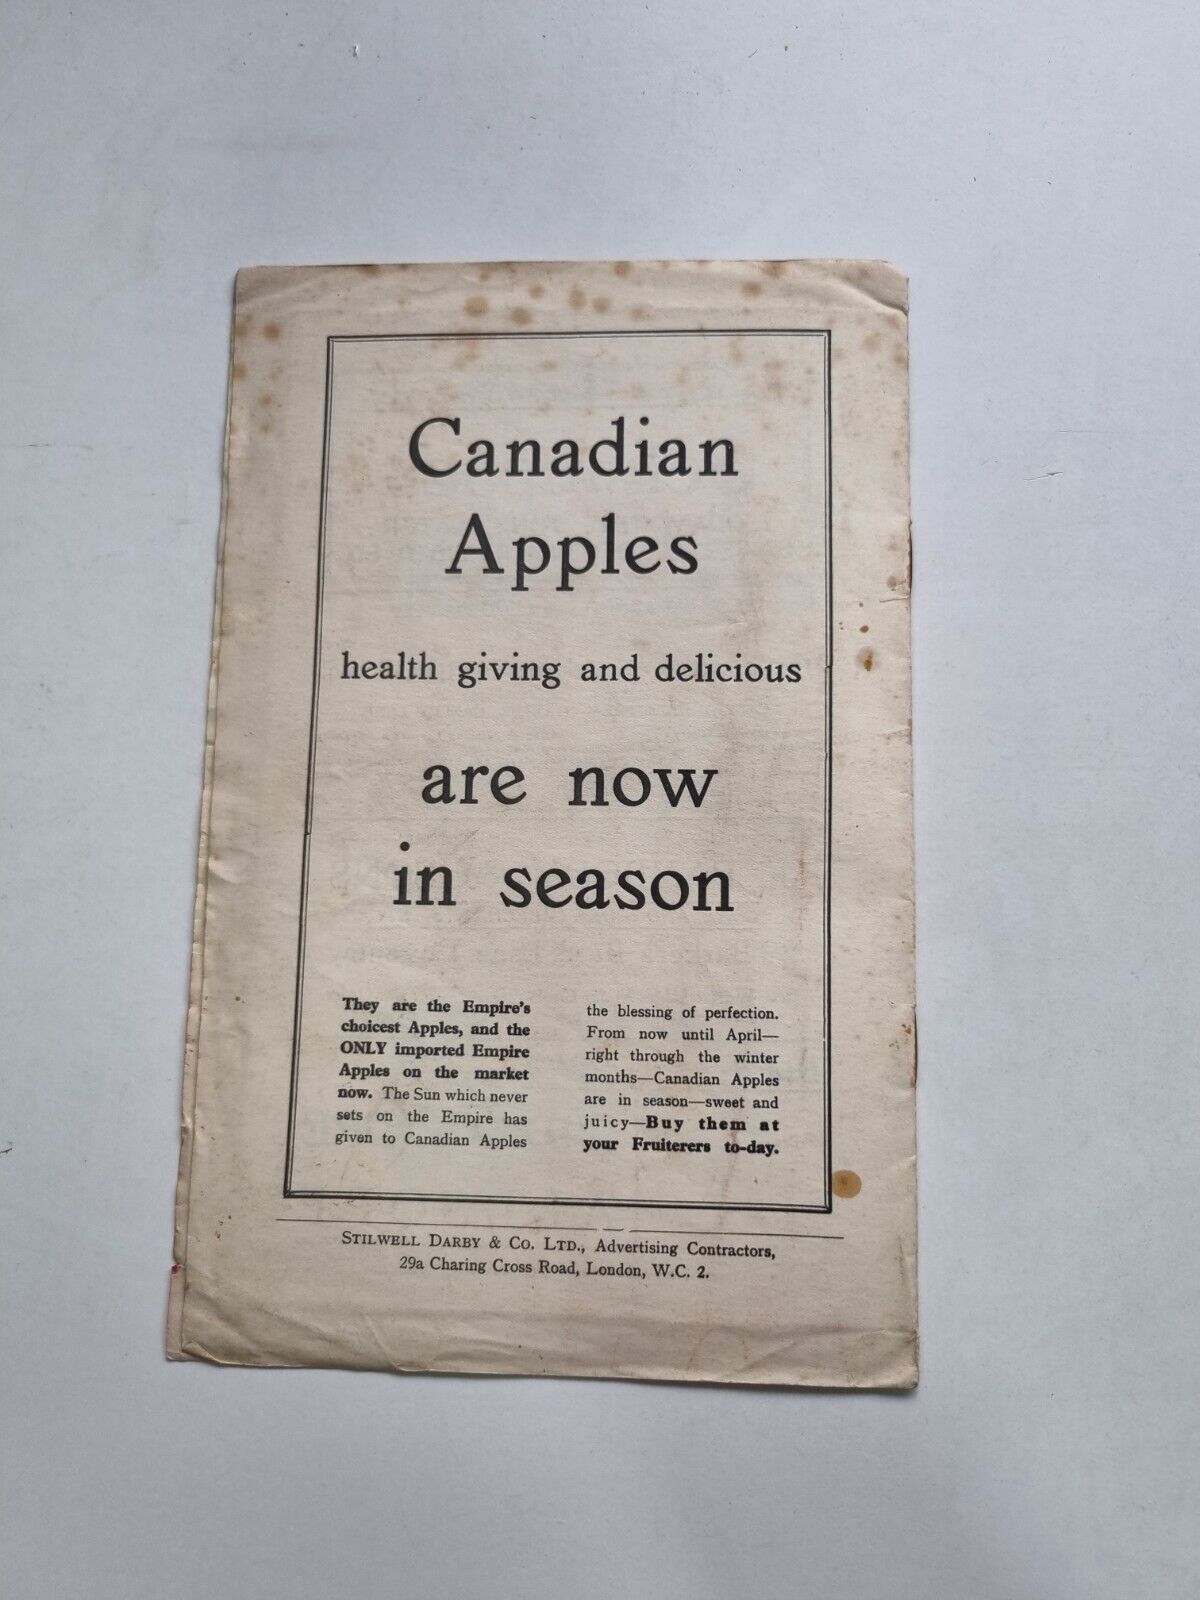 Canadian
Apples
health giving and delicious
are now
in season
They are the Empire's
choicest Apples, and the
ONLY imported Empire
Apples on the market
now. The Sun which never
sets on the Empire has
given to Canadian Apples
the blessing of perfection.
From now until April—
right through the winter
months—Canadian Apples
are in season—sweet and
juicy—Buy them at
your Fruiterers to-day.
STILWELL DARBY & CO. LTD., Advertising Contractors,
29a Charing Cross Road, London, W.C. 2.